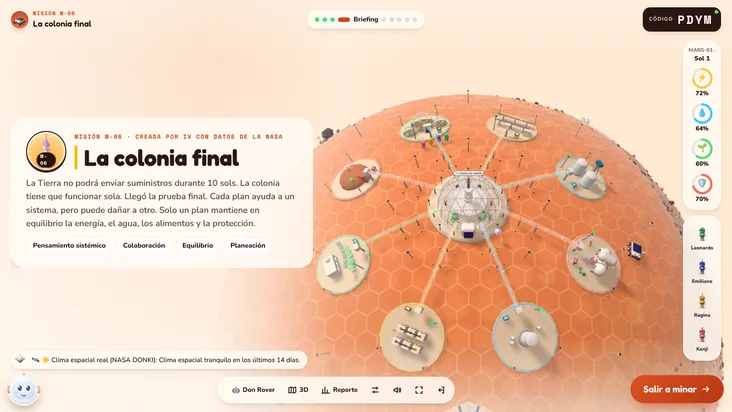 MISIÓN M-06
La colonia final
Briefing
CÓDIGO PDYM
MARS-01 ·
Sol 1
72%
64%
60%
70%
MISIÓN M-06 · CREADA POR IX CON DATOS DE LA NASA
La colonia final
La Tierra no podrá enviar suministros durante 10 sols. La colonia
tiene que funcionar sola. Llegó la prueba final. Cada plan ayuda a un
sistema, pero puede dañar a otro. Solo un plan mantiene en
equilibrio la energía, el agua, los alimentos y la protección.
Pensamiento sistémico
Colaboración
Equilibrio
Planeación
Leonardo
Emiliano
Regina
Kenji
Clima espacial real (NASA DONKI): Clima espacial tranquilo en los últimos 14 días.
Don Rover
3D
Reporte
Salir a minar